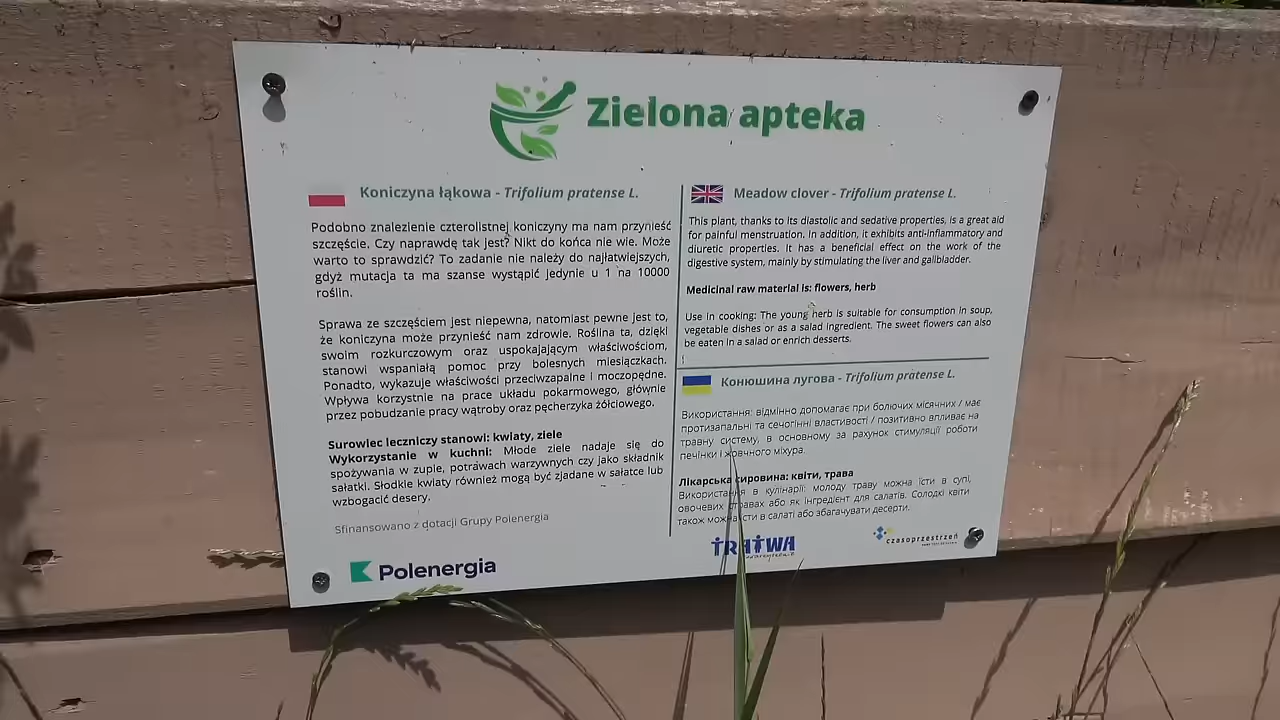 Zielona apteka
Koniczyna łąkowa - Trifolium pratense L.
Podobno znalezienie czterolistnej koniczyny ma nam przynieść
szczęście. Czy naprawdę tak jest? Nikt do końca nie wie. Może
warto to sprawdzić? To zadanie nie należy do najłatwiejszych,
gdyż mutacja ta ma szanse wystąpić jedynie u 1 na 10000
roślin.
Sprawa ze szczęściem jest niepewna, natomiast pewne jest to,
że koniczyna może przynieść nam zdrowie. Roślina ta, dzięki
swoim rozkurczowym oraz uspokajającym właściwościom,
stanowi wspaniałą pomoc przy bolesnych miesiączkach.
Ponadto, wykazuje właściwości przeciwzapalne i moczopędne.
Wpływa korzystnie na prace układu pokarmowego, głównie
przez pobudzanie pracy wątroby oraz pęcherzyka żółciowego.
Surowiec leczniczy stanowi: kwiaty, ziele
Wykorzystanie w kuchni: Młode ziele nadaje się do
spożywania w zupie, potrawach warzywnych czy jako składnik
sałatki. Słodkie kwiaty również mogą być zjadane w sałatce lub
wzbogacić desery.
Sfinansowano z dotacji Grupy Polenergia
Polenergia
Meadow clover - Trifolium pratense L.
This plant, thanks to its diastolic and sedative properties, is a great aid
for painful menstruation. In addition, it exhibits anti-inflammatory and
diuretic properties. It has a beneficial effect on the work of the
digestive system, mainly by stimulating the liver and gallbladder.
Medicinal raw material is: flowers, herb
Use in cooking: The young herb is suitable for consumption in soup,
vegetable dishes or as a salad ingredient. The sweet flowers can also
be eaten in a salad or enrich desserts.
Конюшина лугова - Trifolium pratense L.
Використання: відмінно допомагає при болючих місячних / має
протизапальні та сечогінні властивості / позитивно впливає на
травну систему, в основному за рахунок стимуляції роботи
печінки і жовчного міхура.
Лікарська сировина: квіти, трава
Використання в кулінарії: молоду траву можна їсти в супі,
овочевих стравах або як інгредієнт для салатів. Солодкі квіти
також можна їсти в салаті або збагачувати десерти.
TRATWA
czasoprzestrzeń